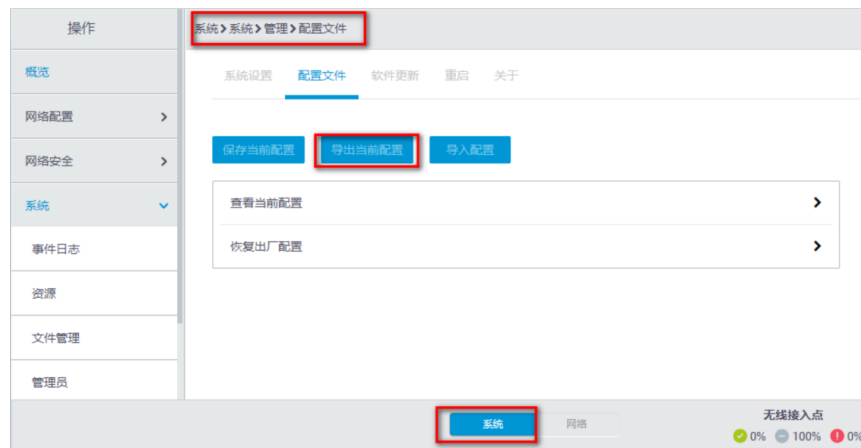 操作
系统>系统>管理>配置文件
概览
系统设置 配置文件 软件更新 重启 关于
网络配置
保存当前配置 导出当前配置 导入配置
网络安全
系统
查看当前配置
事件日志
恢复出厂配置
资源
文件管理
管理员
系统 网络
无线接入点
0% 100% 0%